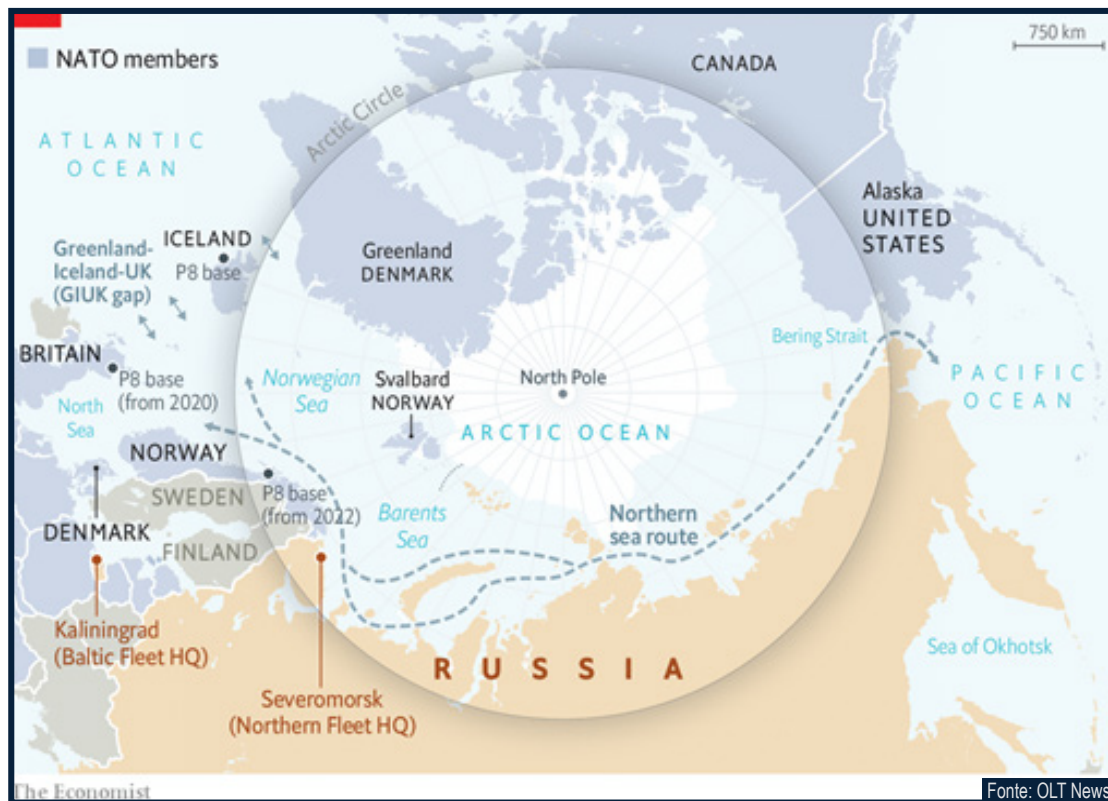 750 km
NATO members
CANADA
Arctic Circle
ATLANTIC
OCEAN
Alaska
UNITED
STATES
ICELAND
P8 base
Greenland-
Iceland-UK
(GIUK gap)
Greenland
DENMARK
Bering Strait
BRITAIN
P8 base
(from 2020)
Norwegian
Sea
Svalbard
NORWAY
North Pole
PACIFIC
OCEAN
North
Sea
ARCTIC OCEAN
NORWAY
SWEDEN
P8 base
(from 2022)
Barents
Sea
Northern
sea route
DENMARK
FINLAND
Kaliningrad
(Baltic Fleet HQ)
RUSSIA
Sea of Okhotsk
Severomorsk
(Northern Fleet HQ)
The Economist
Fonte: OLT News